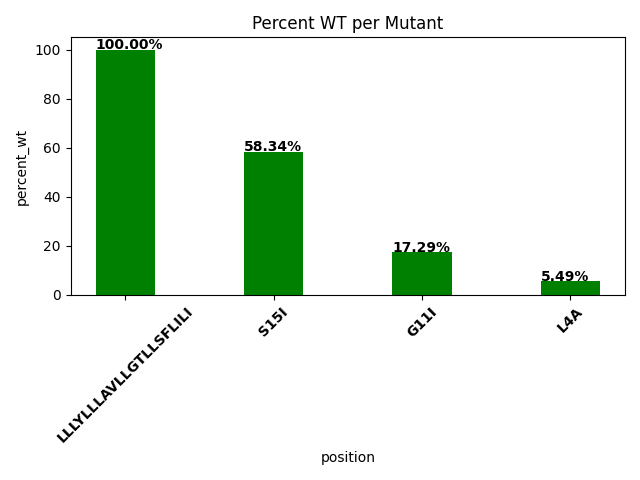 Percent WT per Mutant
percent_wt
100
80
60
40
20
0
100.00%
58.34%
17.29%
5.49%
LLLYLLLAVLLGTLLSFLILI
S15I
G11I
L4A
position